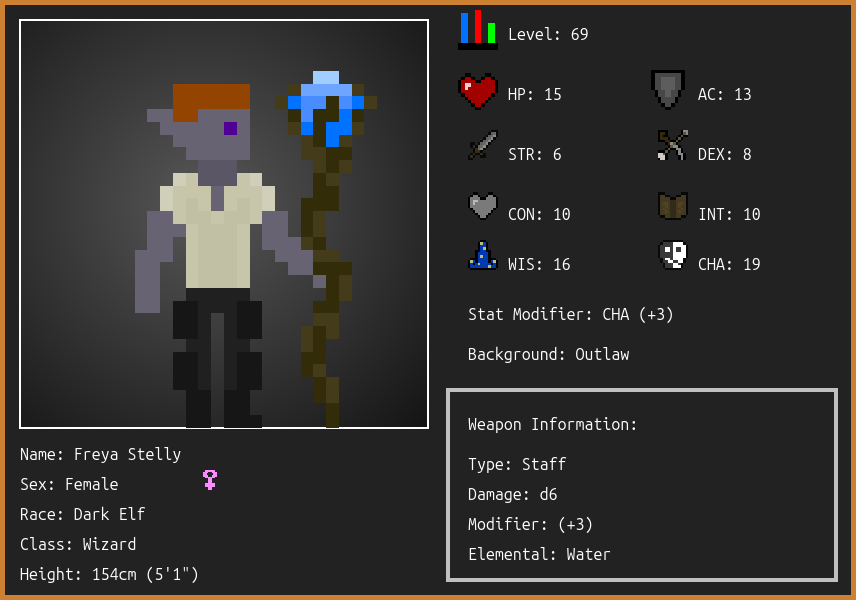 Level: 69
HP: 15
AC: 13
STR: 6
DEX: 8
CON: 10
INT: 10
WIS: 16
CHA: 19
Stat Modifier: CHA (+3)
Background: Outlaw
Weapon Information:
Type: Staff
Damage: d6
Modifier: (+3)
Elemental: Water
Name: Freya Stelly
Sex: Female
Race: Dark Elf
Class: Wizard
Height: 154cm (5'1")